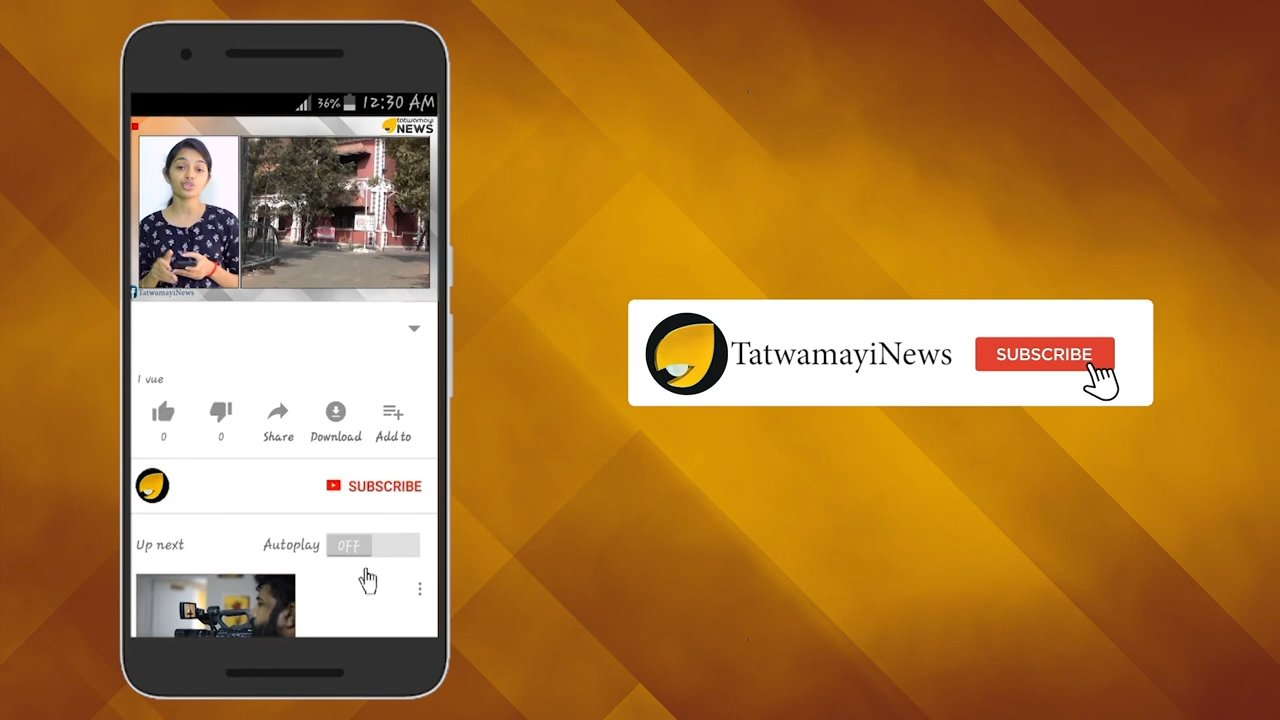 36% 12:30 AM
tatwamayi
NEWS
TatwamayiNews
1 vue
0 0 Share Download Add to
SUBSCRIBE
Up next Autoplay OFF
TatwamayiNews SUBSCRIBE